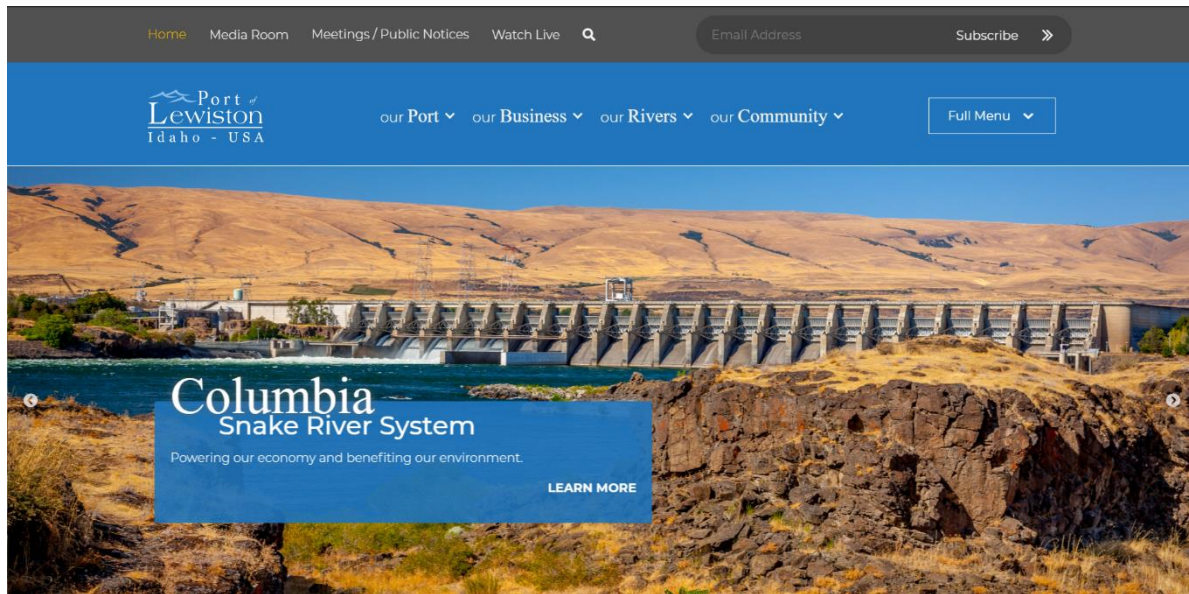 Home Media Room Meetings / Public Notices Watch Live Email Address Subscribe
Port of
Lewiston
Idaho - USA
our Port our Business our Rivers our Community Full Menu
Columbia
Snake River System
Powering our economy and benefiting our environment.
LEARN MORE